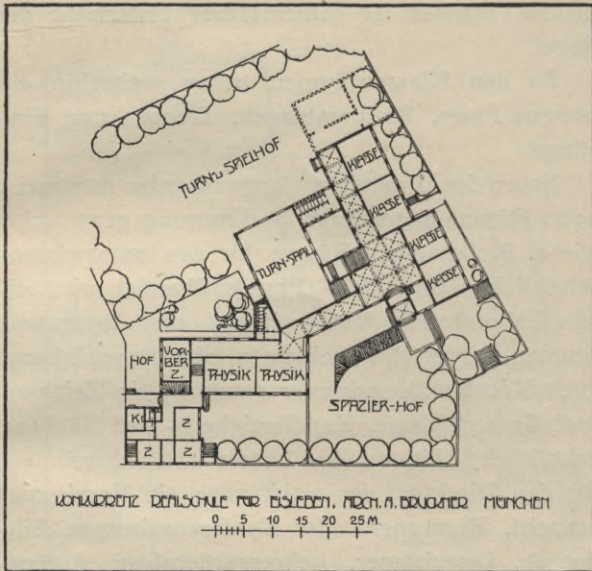 TURN u SPIELHOF
KLASSE
KLASSE
TURN-SAAL
KLASSE
KLASSE
HOF
VOR-
BER
Z.
PHYSIK PHYSIK
SPAZIER-HOF
K
Z
Z Z.
KONKURRENZ REALSCHULE FÜR EISLEBEN. ARCH. A. BRUCKNER MÜNCHEN
0 5 10 15 20 25 M